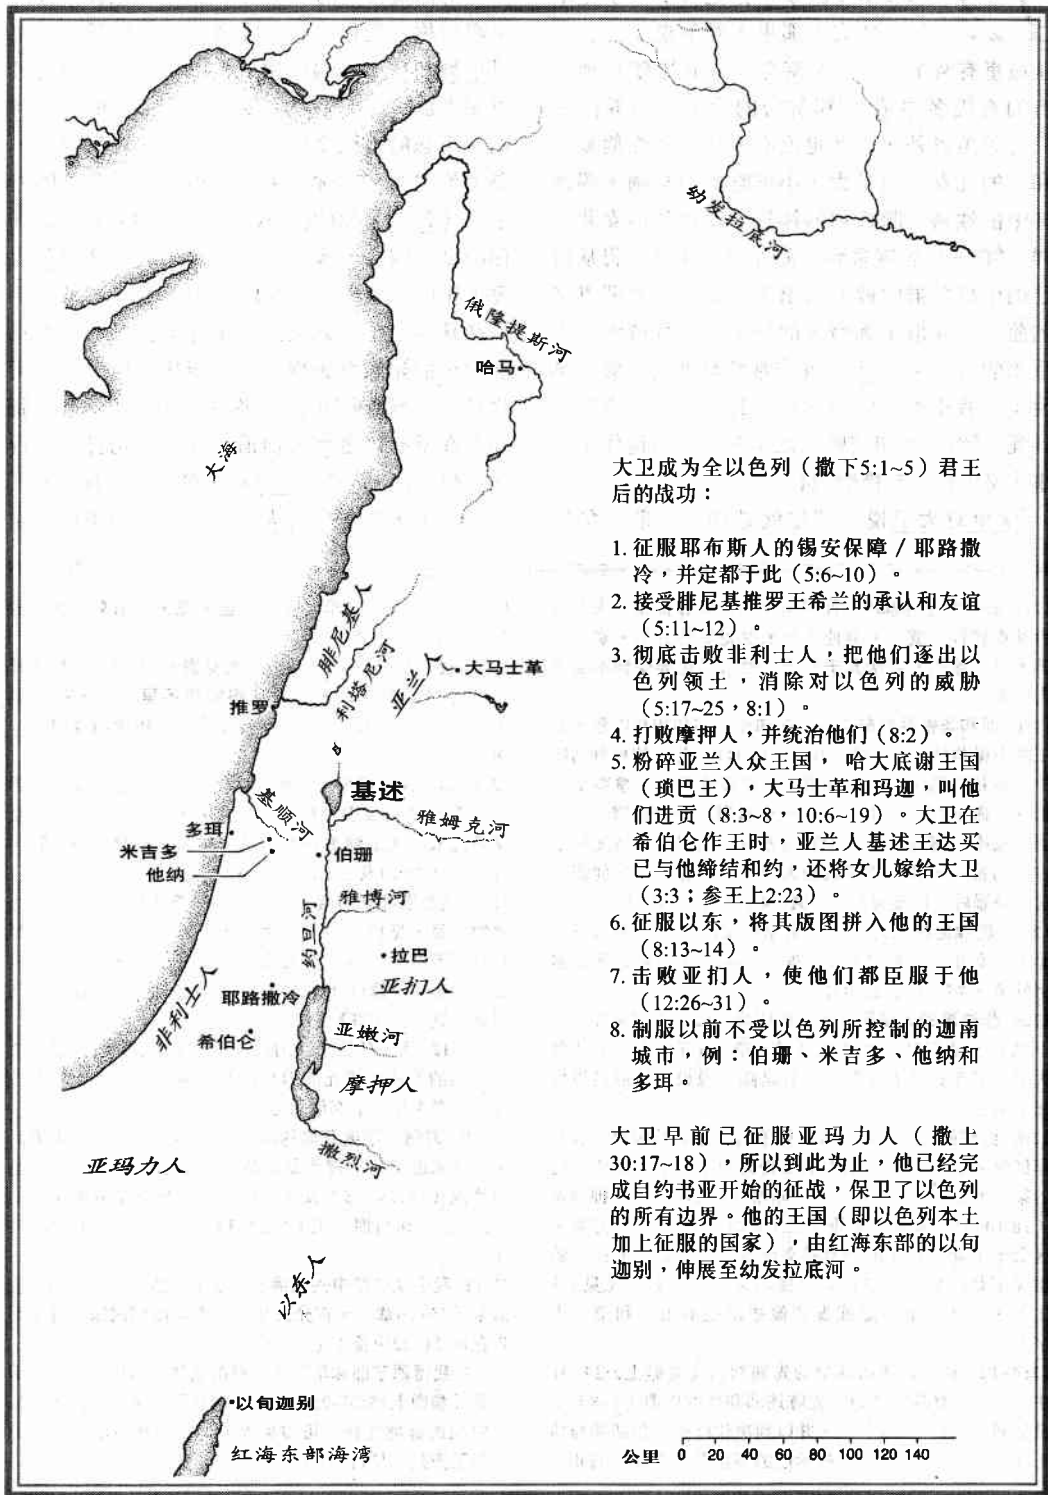 幼发拉底河
俄隆提斯河
哈马
大海
大卫成为全以色列(撒下5:1~5)君王
后的战功:
1. 征服耶布斯人的锡安保障/耶路撒
冷,并定都于此(5:6~10)。
2. 接受腓尼基推罗王希兰的承认和友谊
(5:11~12)。
3. 彻底击败非利士人,把他们逐出以
色列领土,消除对以色列的威胁
(5:17~25,8:1)。
4. 打败摩押人,并统治他们(8:2)。
5. 粉碎亚兰人众王国, 哈大底谢王国
(琐巴王),大马士革和玛迦,叫他
们进贡(8:3~8,10:6~19)。大卫在
希伯仑作王时,亚兰人基述王达买
已与他缔结和约,还将女儿嫁给大卫
(3:3;参王上2:23)。
6. 征服以东,将其版图拼入他的王国
(8:13~14)。
7. 击败亚扪人,使他们都臣服于他
(12:26~31)。
8. 制服以前不受以色列所控制的迦南
城市,例:伯珊、米吉多、他纳和
多珥。
大卫早前已征服亚玛力人(撒上
30:17~18),所以到此为止,他已经完
成自约书亚开始的征战,保卫了以色列
的所有边界。他的王国(即以色列本土
加上征服的国家),由红海东部的以旬
迦别,伸展至幼发拉底河。
腓尼基人
利塔尼河
亚兰人
大马士革
推罗
基述
基顺河
雅姆克河
多珥
米吉多
他纳
伯珊
雅博河
约旦河
拉巴
亚扪人
非利士人
耶路撒冷
希伯仑
亚嫩河
摩押人
撒烈河
亚玛力人
以东人
以旬迦别
红海东部海湾
公里 0 20 40 60 80 100 120 140